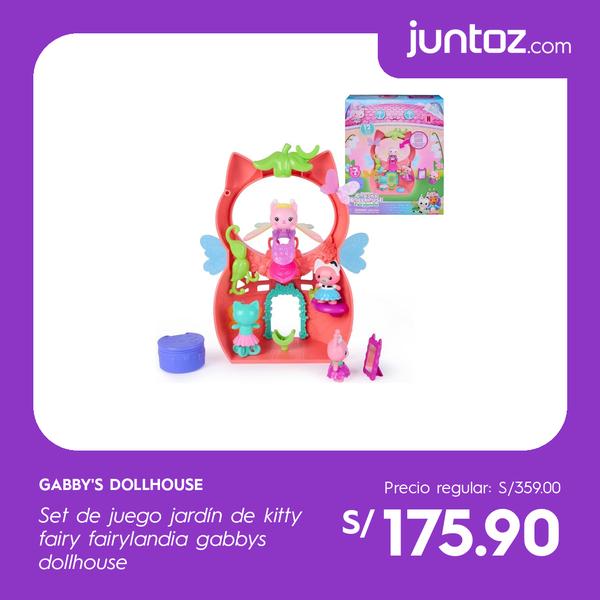 juntoz.com
GABBY'S DOLLHOUSE
Set de juego jardín de kitty
fairy fairylandia gabbys
dollhouse
Precio regular: S/359.00
S/175.90